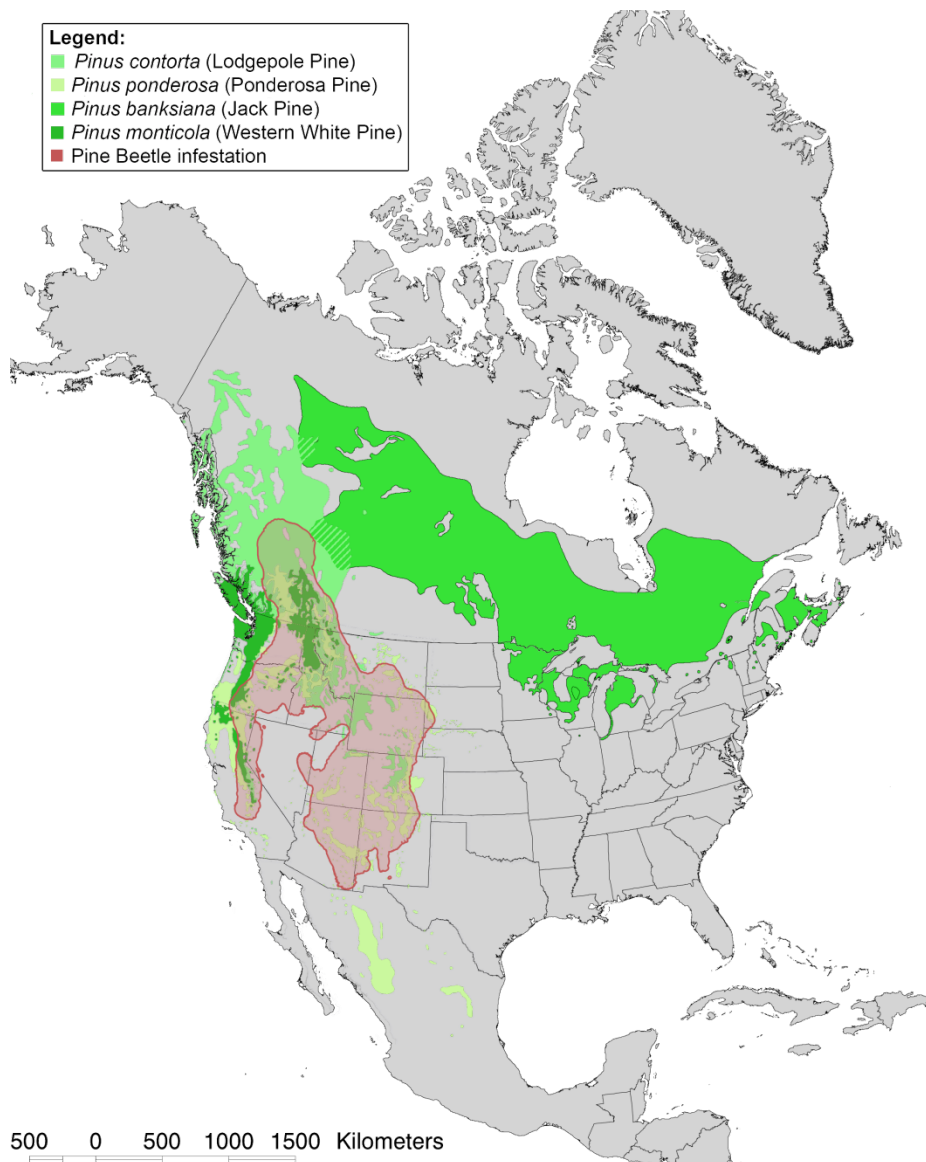 Legend:
Pinus contorta (Lodgepole Pine)
Pinus ponderosa (Ponderosa Pine)
Pinus banksiana (Jack Pine)
Pinus monticola (Western White Pine)
Pine Beetle infestation
500 0 500 1000 1500 Kilometers